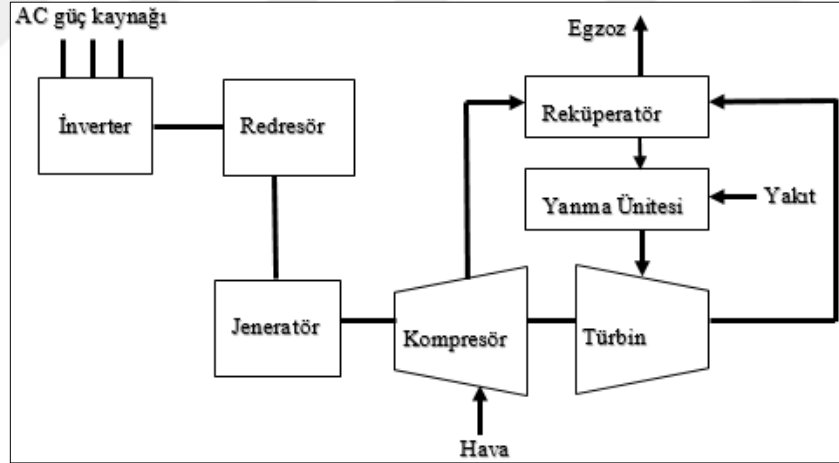 AC güç kaynağı
Egzoz
İnverter
Redresör
Reküperatör
Yanma Ünitesi
Yakıt
Jeneratör
Kompresör
Türbin
Hava